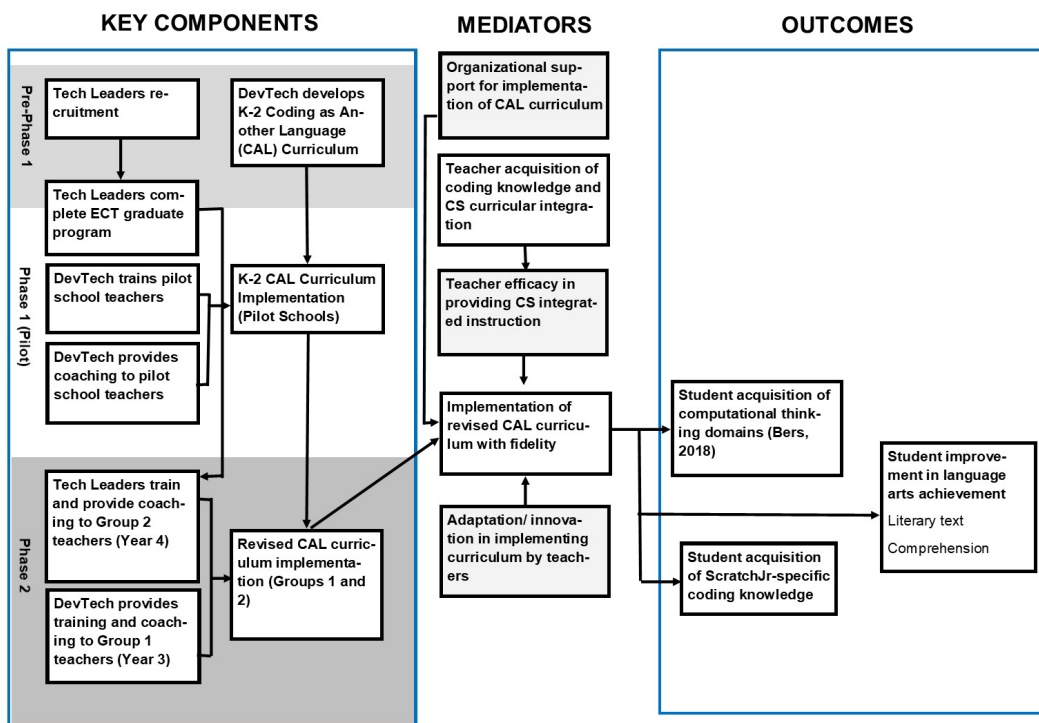 KEY COMPONENTS
MEDIATORS
OUTCOMES
Pre-Phase 1
Tech Leaders re-
cruitment
DevTech develops
K-2 Coding as An-
other Language
(CAL) Curriculum
Tech Leaders com-
plete ECT graduate
program
Phase 1 (Pilot)
DevTech trains pilot
school teachers
K-2 CAL Curriculum
Implementation
(Pilot Schools)
DevTech provides
coaching to pilot
school teachers
Phase 2
Tech Leaders train
and provide coach-
ing to Group 2
teachers (Year 4)
Revised CAL curric-
ulum implementa-
tion (Groups 1 and
2)
DevTech provides
training and coach-
ing to Group 1
teachers (Year 3)
Organizational
support for implemen-
tation of CAL curriculum
Teacher acquisition of
coding knowledge and
CS curricular integra-
tion
Teacher efficacy in
providing CS integrat-
ed instruction
Implementation of
revised CAL curric-
ulum with fidelity
Adaptation/ innova-
tion in implementing
curriculum by teach-
ers
Student acquisition of
computational think-
ing domains (Bers,
2018)
Student improve-
ment in language
arts achievement
Literary text
Comprehension
Student acquisition
of ScratchJr-specific
coding knowledge